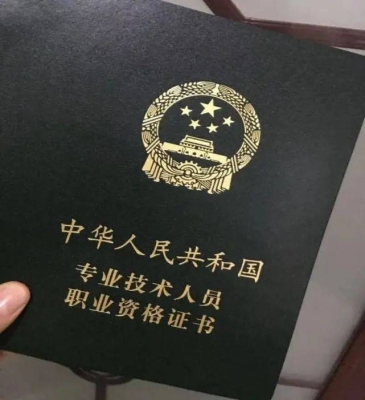 中华人民共和国
专业技术人员
职业资格证书